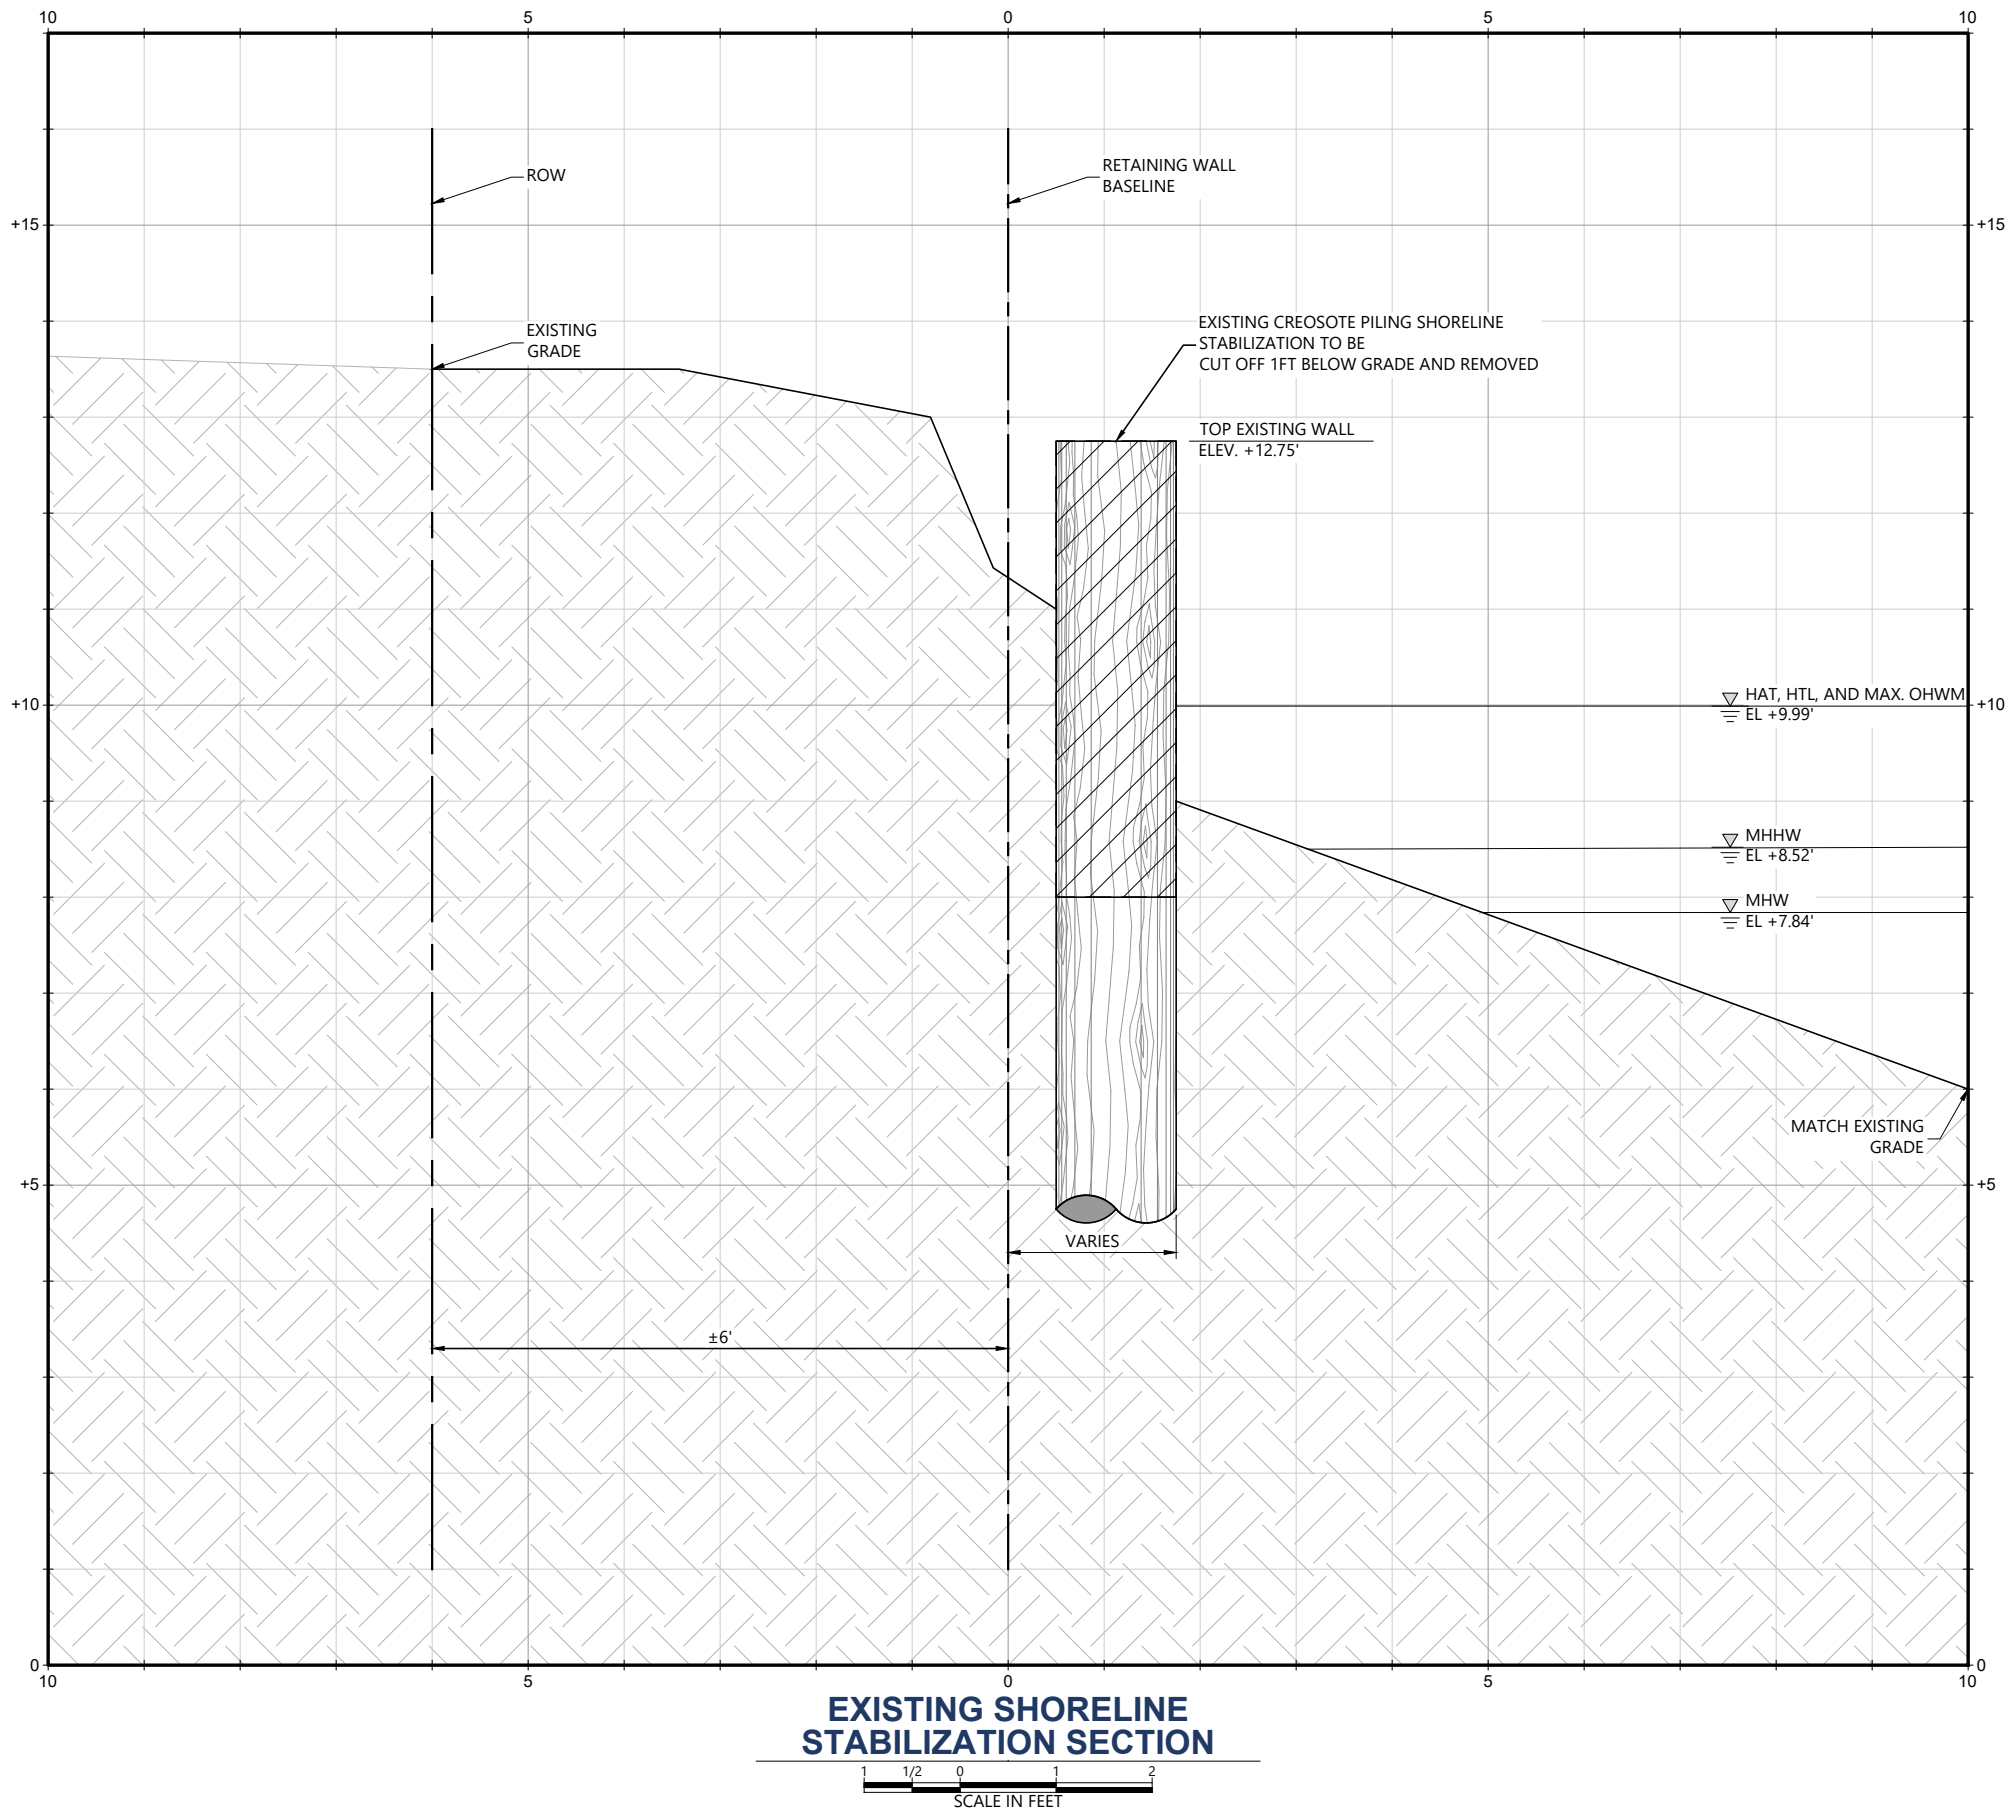 10 5 0 5 10
ROW
RETAINING WALL
BASELINE
+15 +15
EXISTING CREOSOTE PILING SHORELINE
STABILIZATION TO BE
CUT OFF 1FT BELOW GRADE AND REMOVED
EXISTING
GRADE
TOP EXISTING WALL
ELEV. +12.75'
HAT, HTL, AND MAX. OHWM
EL +9.99'
+10 +10
MHHW
EL +8.52'
MHW
EL +7.84'
MATCH EXISTING
GRADE
+5 +5
VARIES
±6'
0 0
10 5 0 5 10
EXISTING SHORELINE
STABILIZATION SECTION
1 1/2 0 1 2
SCALE IN FEET